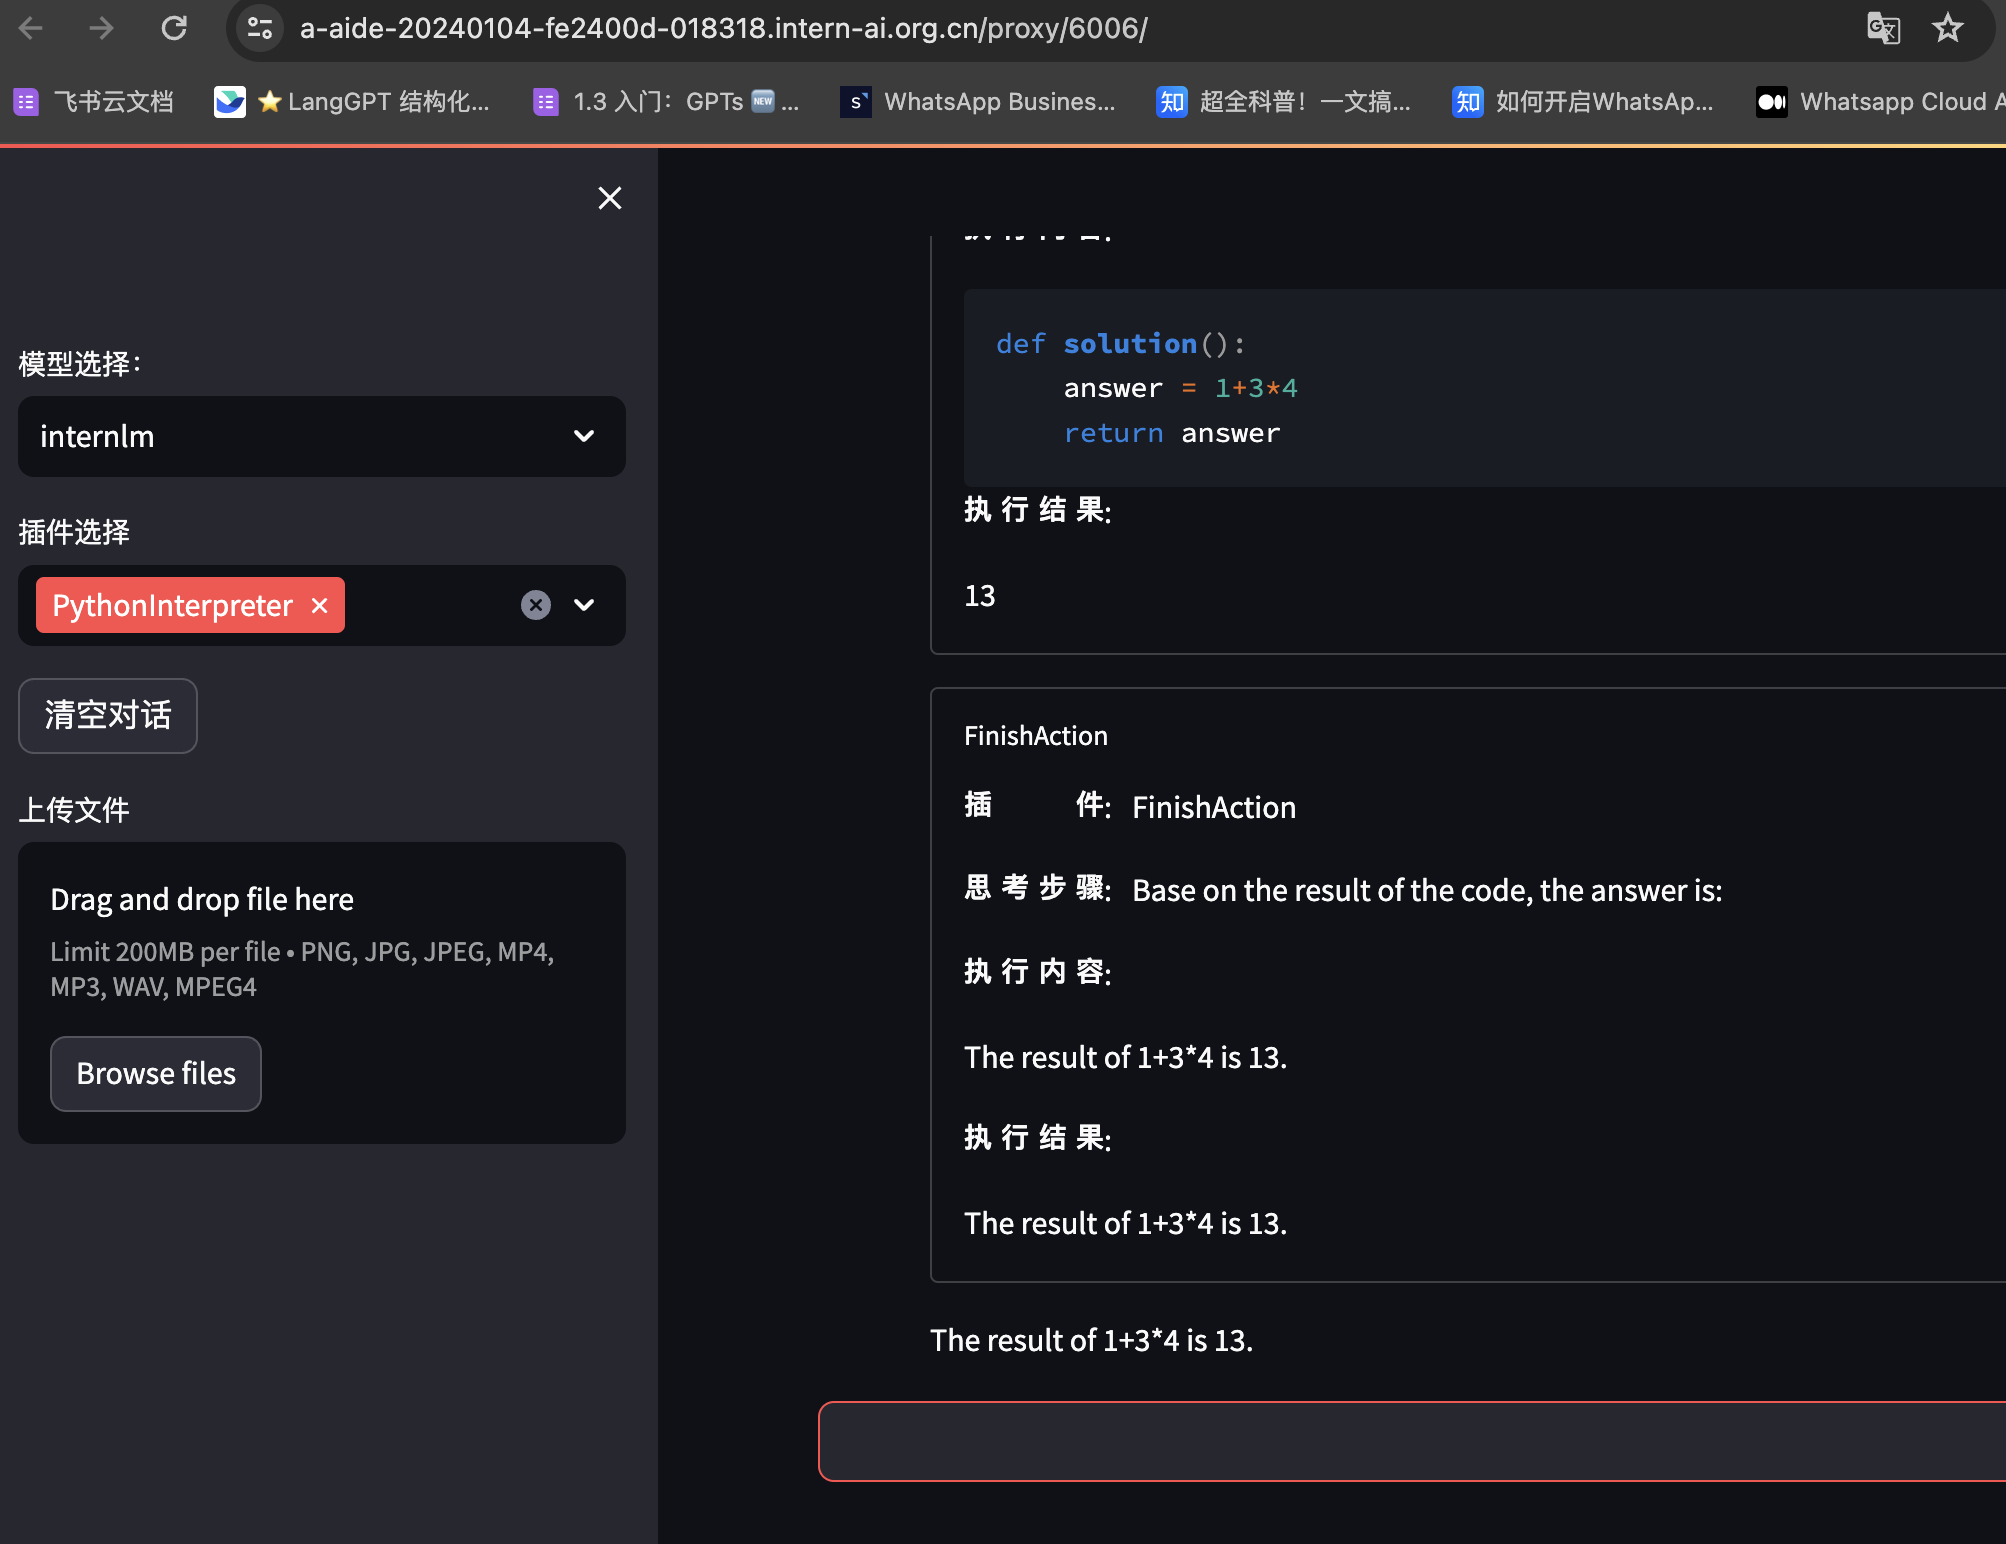 a-aide-20240104-fe2400d-018318.intern-ai.org.cn/proxy/6006/
飞书云文档
LangGPT 结构化...
1.3 入门：GPTs NEW ...
WhatsApp Busines...
知 超全科普！一文搞...
知 如何开启WhatsAp...
Whatsapp Cloud A
模型选择：
internlm
插件选择
PythonInterpreter
清空对话
上传文件
Drag and drop file here
Limit 200MB per file • PNG, JPG, JPEG, MP4,
MP3, WAV, MPEG4
Browse files
def solution():
answer = 1+3*4
return answer
执 行 结 果:
13
FinishAction
插 件: FinishAction
思 考 步 骤: Base on the result of the code, the answer is:
执 行 内 容:
The result of 1+3*4 is 13.
执 行 结 果:
The result of 1+3*4 is 13.
The result of 1+3*4 is 13.